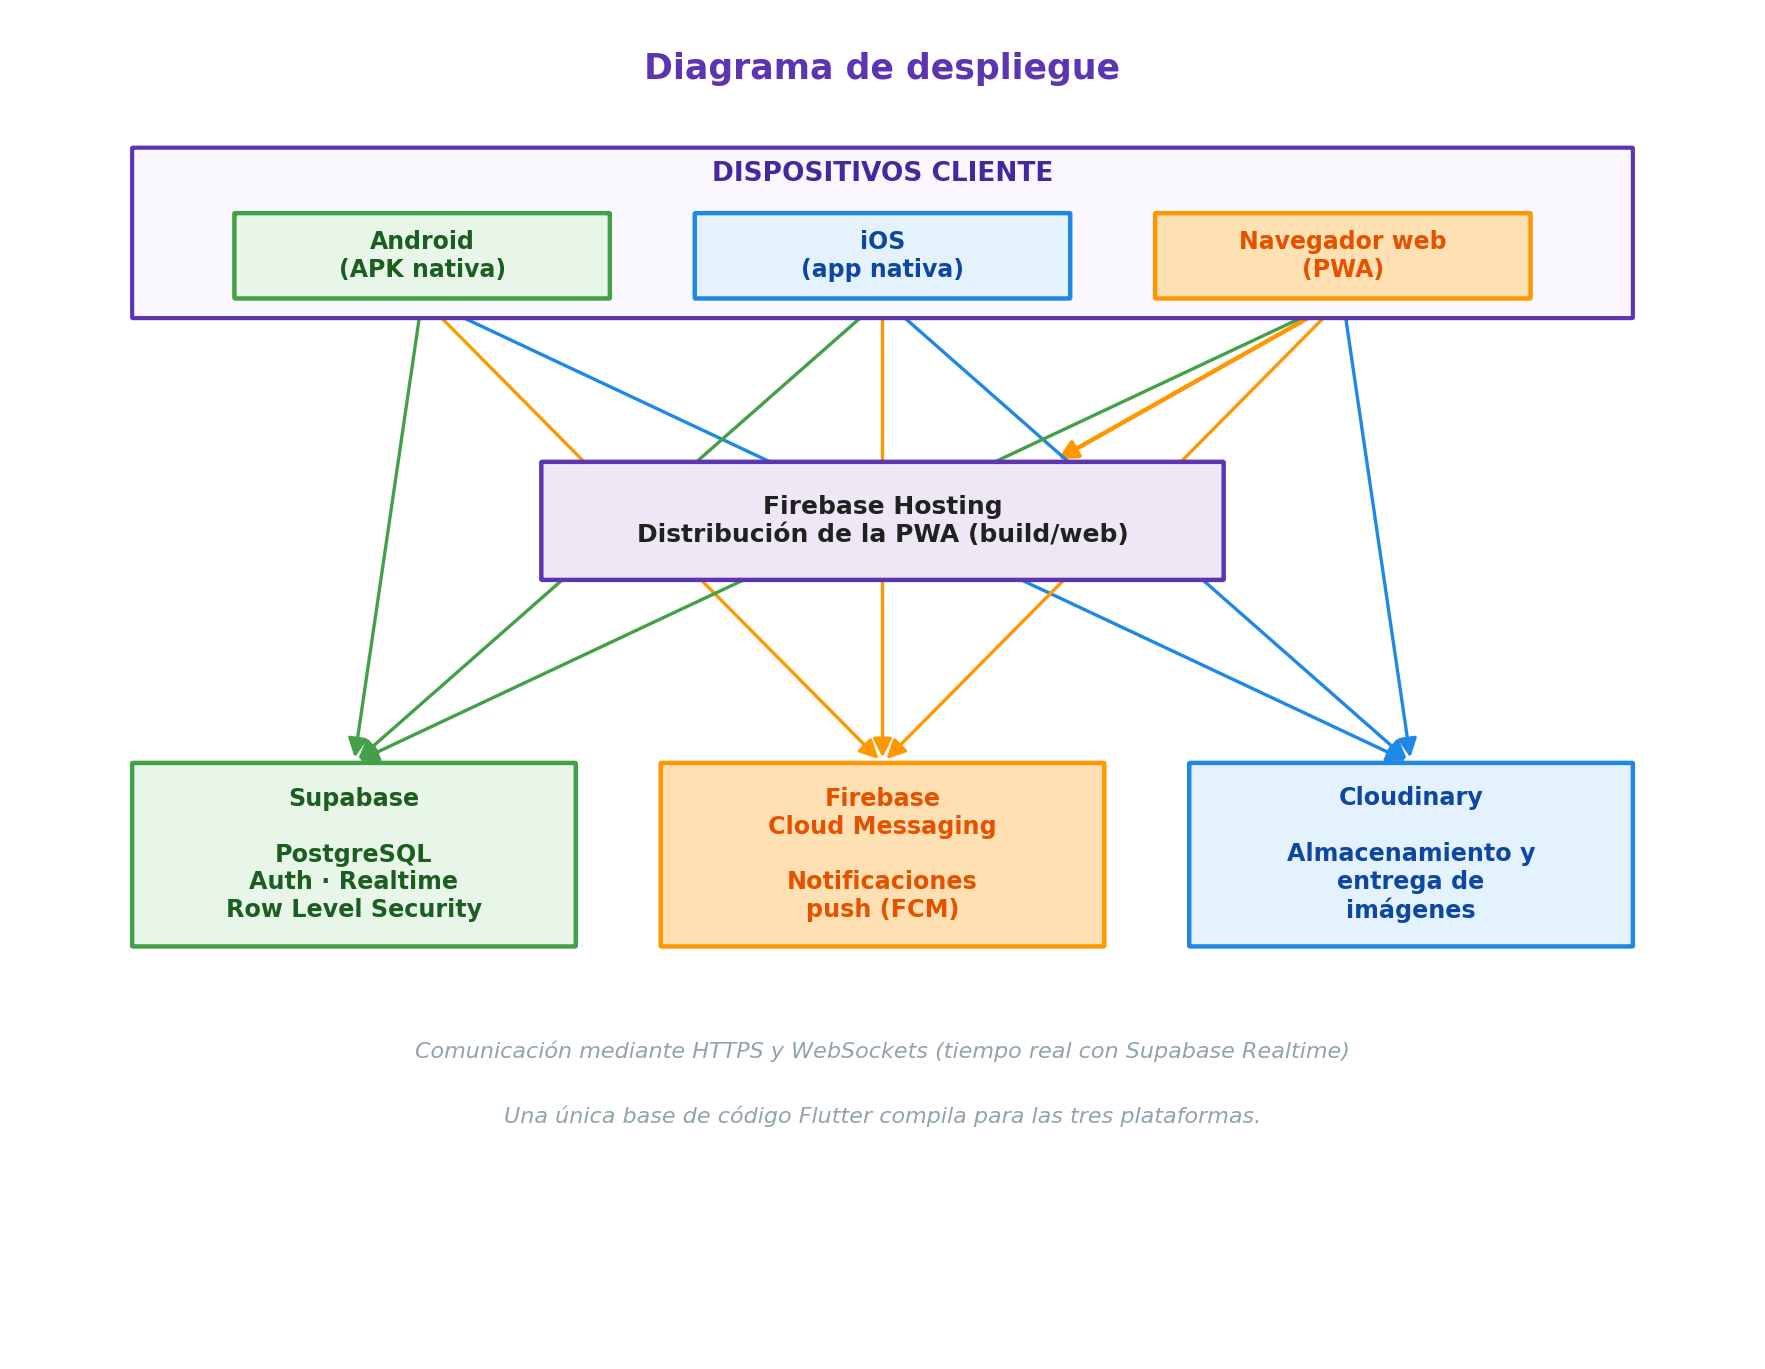 Diagrama de despliegue
DISPOSITIVOS CLIENTE
Android
(APK nativa)
iOS
(app nativa)
Navegador web
(PWA)
Firebase Hosting
Distribución de la PWA (build/web)
Supabase
PostgreSQL
Auth · Realtime
Row Level Security
Firebase
Cloud Messaging
Notificaciones
push (FCM)
Cloudinary
Almacenamiento y
entrega de
imágenes
Comunicación mediante HTTPS y WebSockets (tiempo real con Supabase Realtime)
Una única base de código Flutter compila para las tres plataformas.